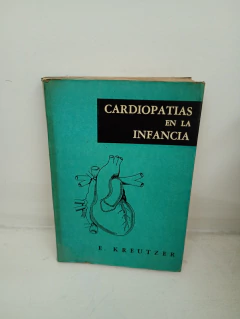 CARDIOPATIAS
EN LA
INFANCIA
E. KREUTZER